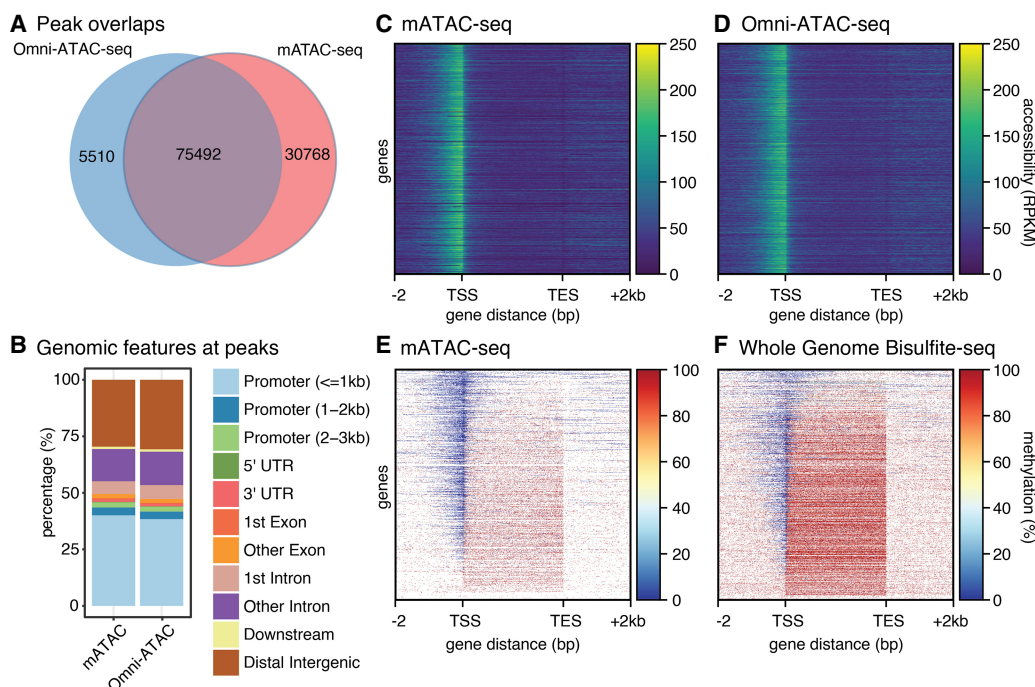 A Peak overlaps
Omni-ATAC-seq
mATAC-seq
5510
75492
30768
C mATAC-seq
genes
-2 TSS TES +2kb
gene distance (bp)
250
200
150
100
50
0
D Omni-ATAC-seq
-2 TSS TES +2kb
gene distance (bp)
250
200
150
100
50
0
accessibility (RPKM)
B Genomic features at peaks
percentage (%)
100
75
50
25
0
mATAC
Omni-ATAC
Promoter (<=1kb)
Promoter (1−2kb)
Promoter (2−3kb)
5' UTR
3' UTR
1st Exon
Other Exon
1st Intron
Other Intron
Downstream
Distal Intergenic
E mATAC-seq
genes
-2 TSS TES +2kb
gene distance (bp)
100
80
60
40
20
0
F Whole Genome Bisulfite-seq
-2 TSS TES +2kb
gene distance (bp)
100
80
60
40
20
0
methylation (%)